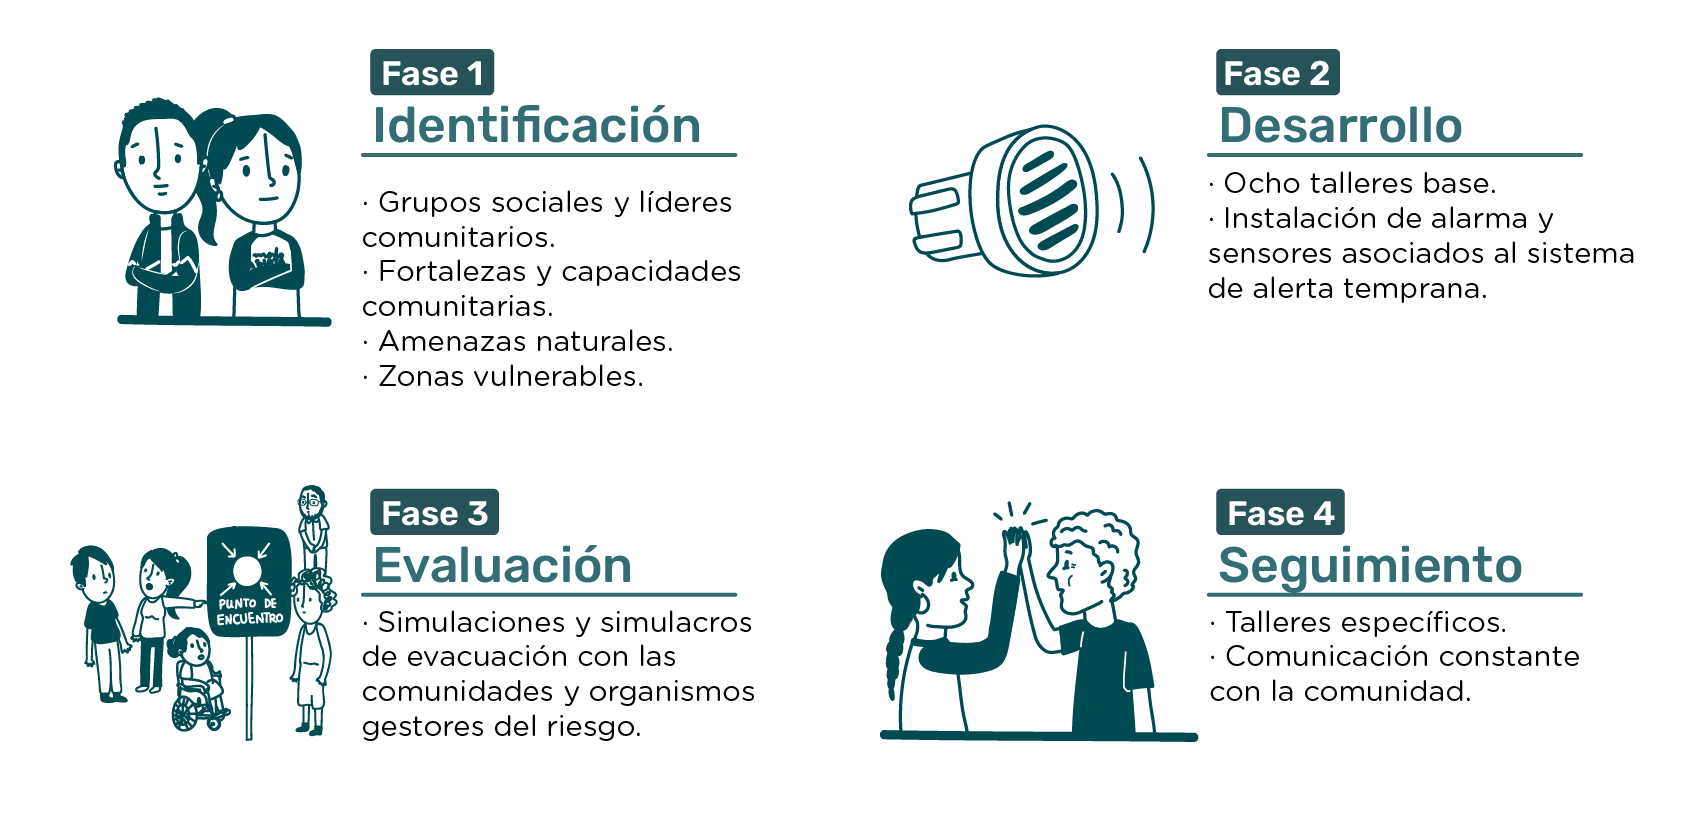 Fase 1
Identificación
· Grupos sociales y líderes
comunitarios.
· Fortalezas y capacidades
comunitarias.
· Amenazas naturales.
· Zonas vulnerables.
Fase 2
Desarrollo
· Ocho talleres base.
· Instalación de alarma y
sensores asociados al sistema
de alerta temprana.
Fase 3
Evaluación
· Simulaciones y simulacros
de evacuación con las
comunidades y organismos
gestores del riesgo.
PUNTO DE
ENCUENTRO
Fase 4
Seguimiento
· Talleres específicos.
· Comunicación constante
con la comunidad.